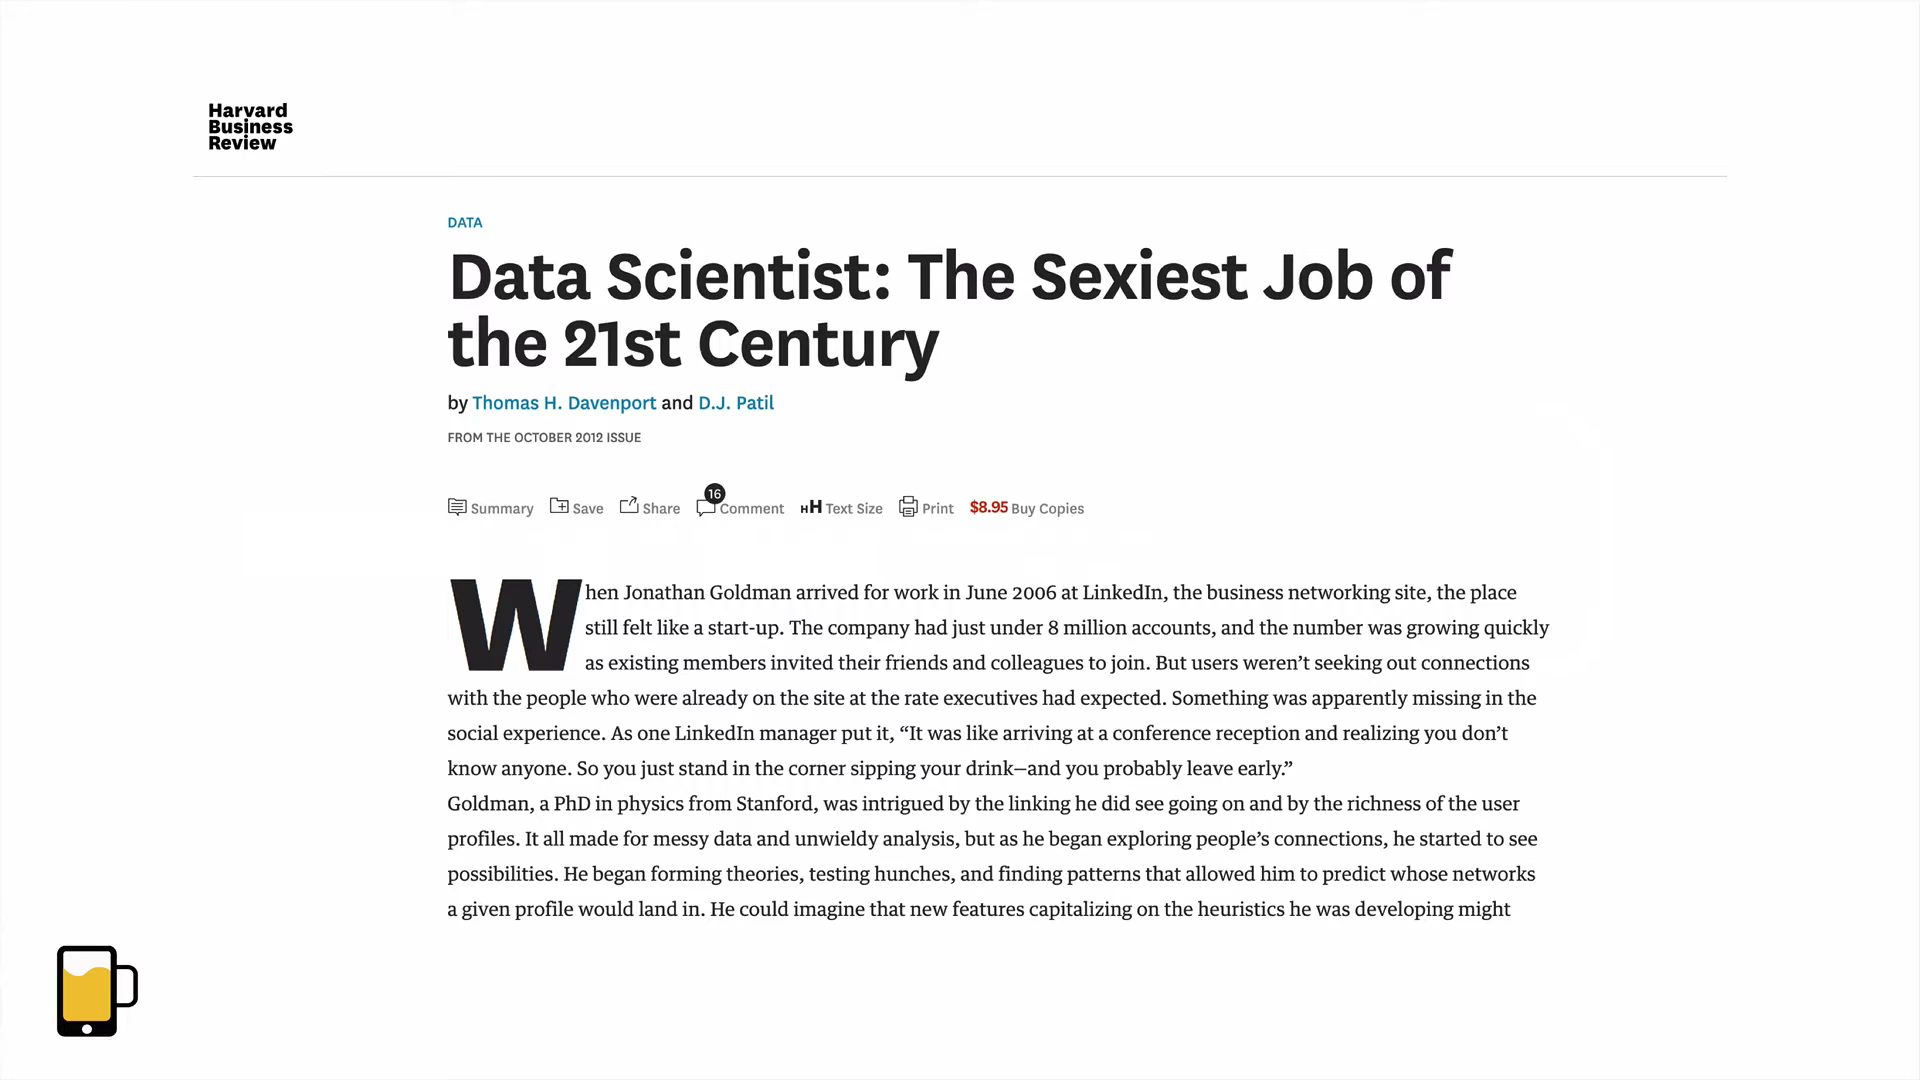 Harvard
Business
Review
DATA
Data Scientist: The Sexiest Job of
the 21st Century
by Thomas H. Davenport and D.J. Patil
FROM THE OCTOBER 2012 ISSUE
Summary Save Share 16 Comment HH Text Size Print $8.95 Buy Copies
When Jonathan Goldman arrived for work in June 2006 at LinkedIn, the business networking site, the place
still felt like a start-up. The company had just under 8 million accounts, and the number was growing quickly
as existing members invited their friends and colleagues to join. But users weren’t seeking out connections
with the people who were already on the site at the rate executives had expected. Something was apparently missing in the
social experience. As one LinkedIn manager put it, “It was like arriving at a conference reception and realizing you don’t
know anyone. So you just stand in the corner sipping your drink—and you probably leave early.”
Goldman, a PhD in physics from Stanford, was intrigued by the linking he did see going on and by the richness of the user
profiles. It all made for messy data and unwieldy analysis, but as he began exploring people’s connections, he started to see
possibilities. He began forming theories, testing hunches, and finding patterns that allowed him to predict whose networks
a given profile would land in. He could imagine that new features capitalizing on the heuristics he was developing might